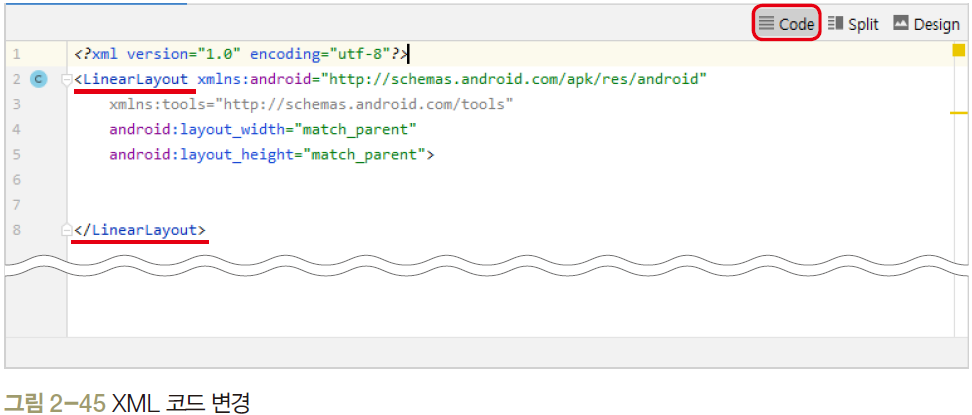 Code Split Design
1 <?xml version="1.0" encoding="utf-8"?>
2 C <LinearLayout xmlns:android="http://schemas.android.com/apk/res/android"
3 xmlns:tools="http://schemas.android.com/tools"
4 android:layout_width="match_parent"
5 android:layout_height="match_parent">
6
7
8 </LinearLayout>
그림 2-45 XML 코드 변경